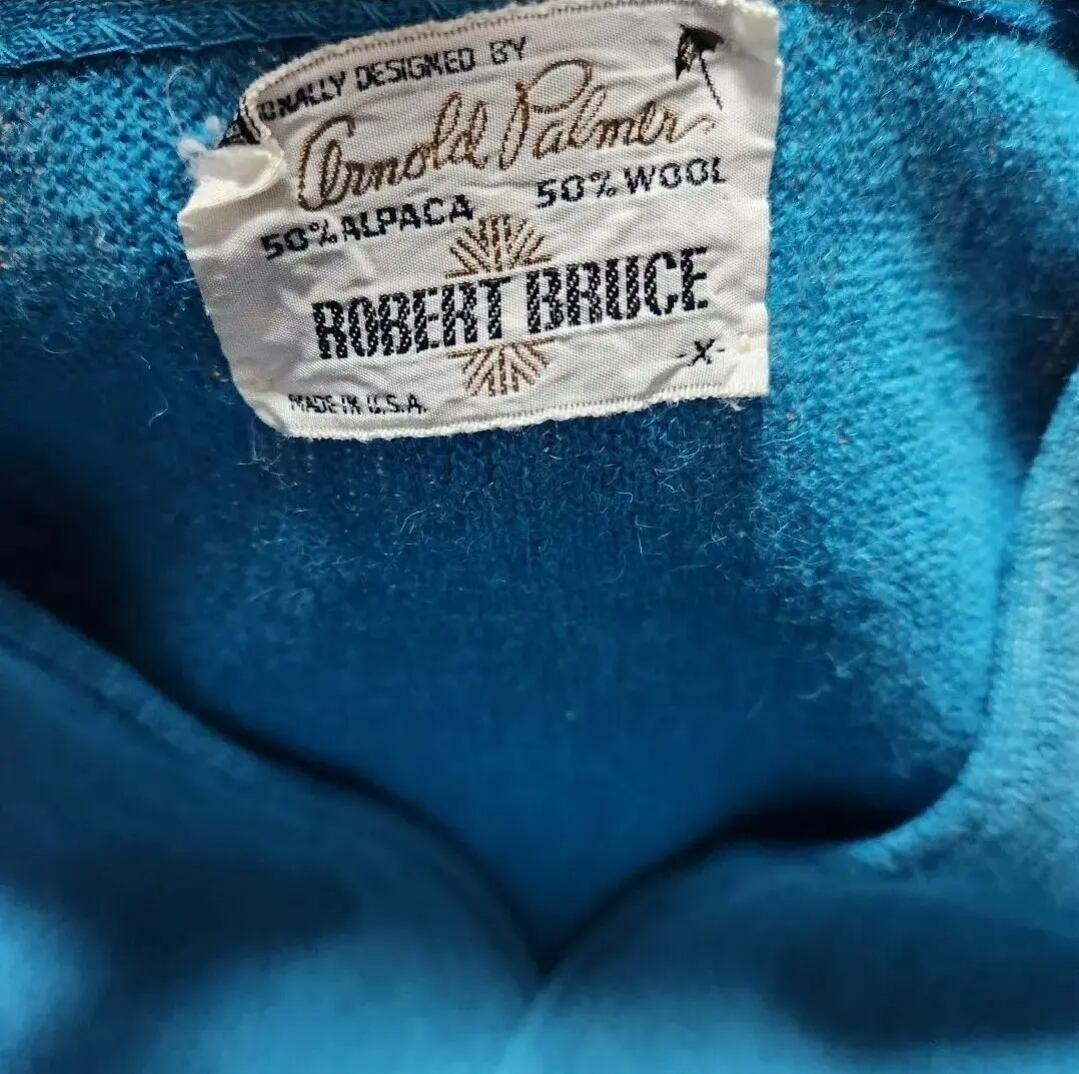 ONALLY DESIGNED BY
Arnold Palmer
50% ALPACA 50% WOOL
ROBERT BRUCE
-X-
MADE IN U.S.A.